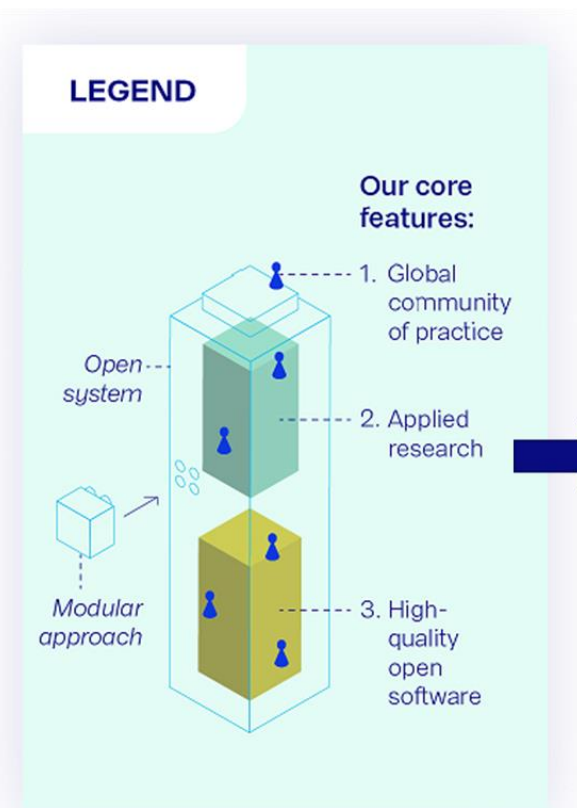 LEGEND
Our core
features:
1. Global
community
of practice
Open
system
2. Applied
research
Modular
approach
3. High-
quality
open
software